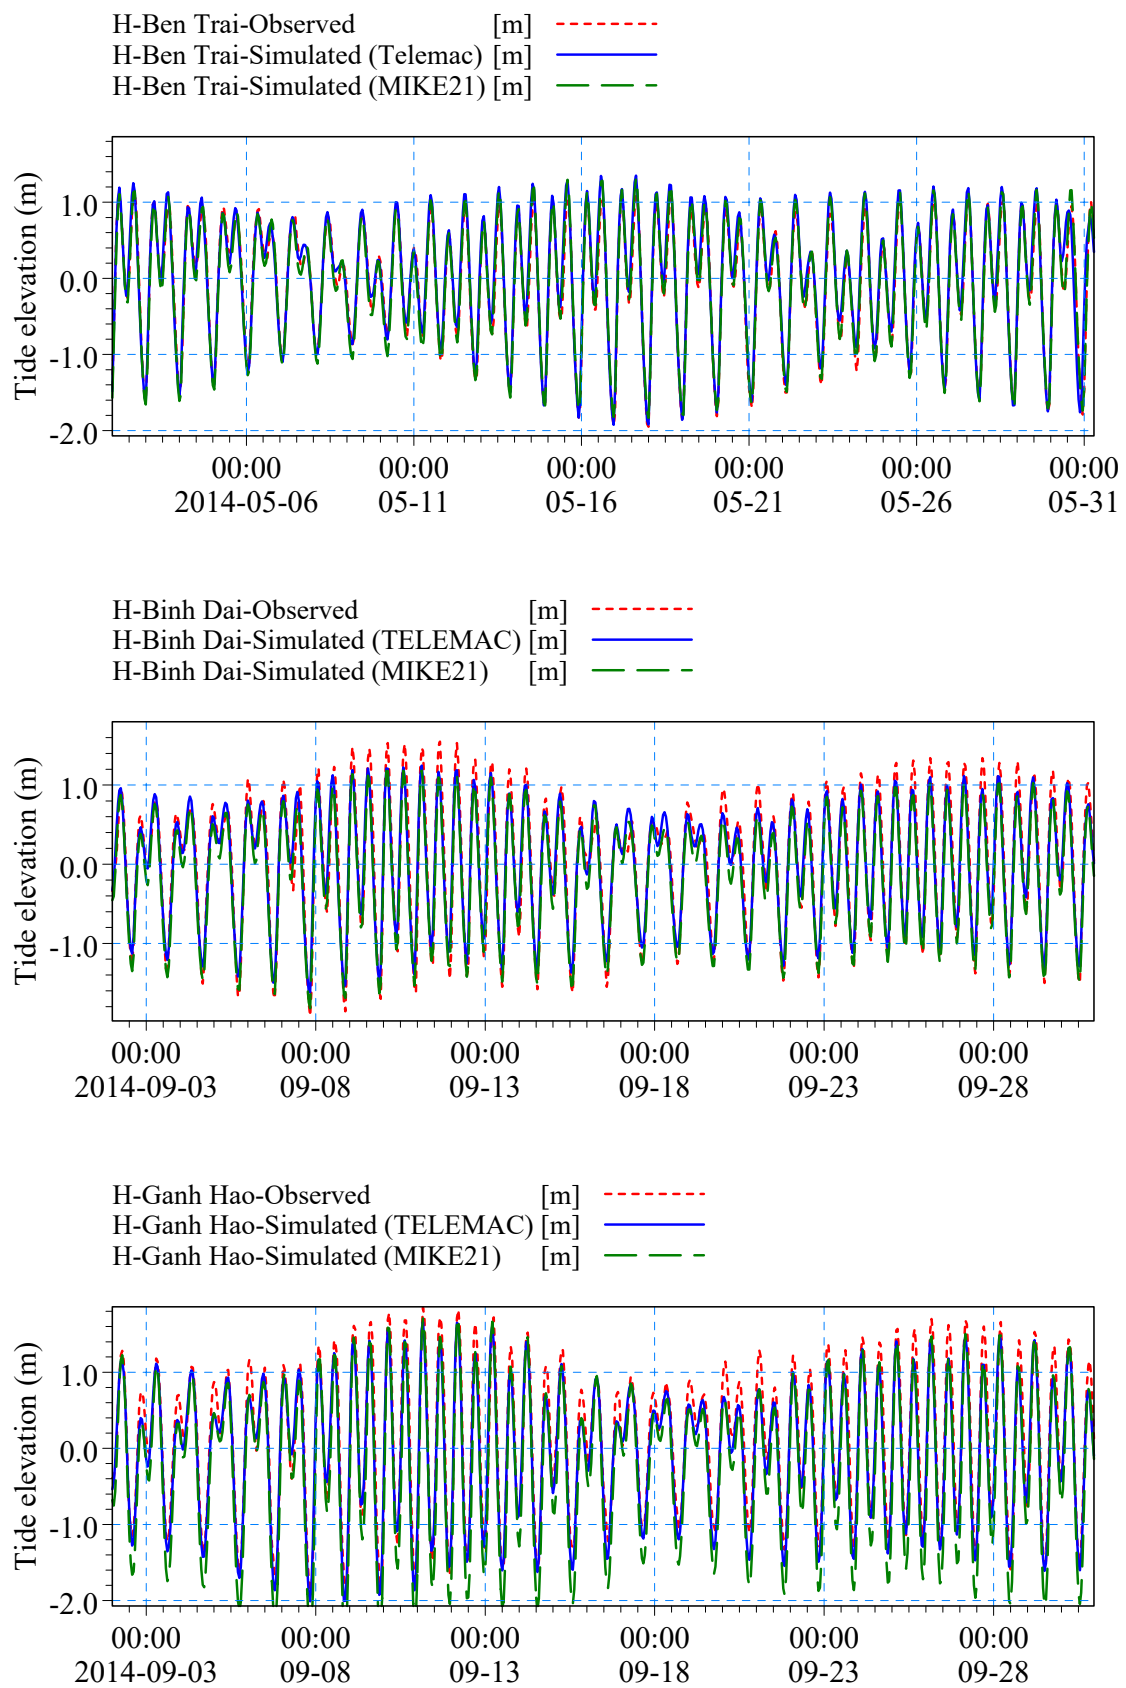 H-Ben Trai-Observed [m]
H-Ben Trai-Simulated (Telemac) [m]
H-Ben Trai-Simulated (MIKE21) [m]
Tide elevation (m)
1.0
0.0
-1.0
-2.0
00:00 00:00 00:00 00:00 00:00 00:00
2014-05-06 05-11 05-16 05-21 05-26 05-31
H-Binh Dai-Observed [m]
H-Binh Dai-Simulated (TELEMAC) [m]
H-Binh Dai-Simulated (MIKE21) [m]
Tide elevation (m)
1.0
0.0
-1.0
00:00 00:00 00:00 00:00 00:00 00:00
2014-09-03 09-08 09-13 09-18 09-23 09-28
H-Ganh Hao-Observed [m]
H-Ganh Hao-Simulated (TELEMAC) [m]
H-Ganh Hao-Simulated (MIKE21) [m]
Tide elevation (m)
1.0
0.0
-1.0
-2.0
00:00 00:00 00:00 00:00 00:00 00:00
2014-09-03 09-08 09-13 09-18 09-23 09-28